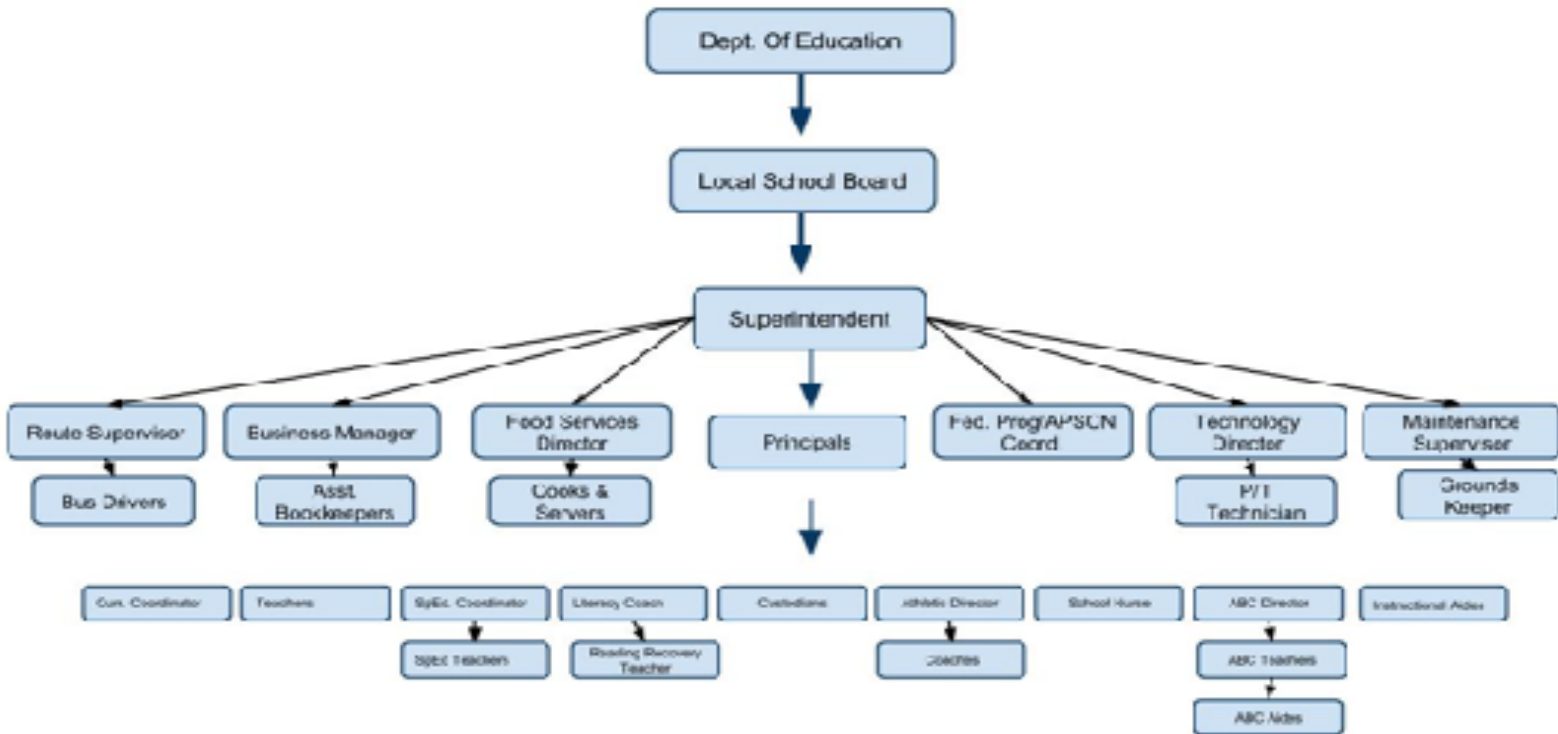 Dept. Of Education
Local School Board
Superintendent
Route Supervisor
Business Manager
Food Services
Director
Principals
Fed. Prog/APSCN
Coord
Technology
Director
Maintenance
Supervisor
Bus Drivers
Asst.
Bookkeepers
Cooks &
Servers
P/T
Technician
Grounds
Keeper
Curr. Coordinator
Teachers
SpEd. Coordinator
Literacy Coach
Custodians
Athletic Director
School Nurse
ABC Director
Instructional Aides
SpEd Teachers
Reading Recovery
Teacher
Coaches
ABC Teachers
ABC Aides